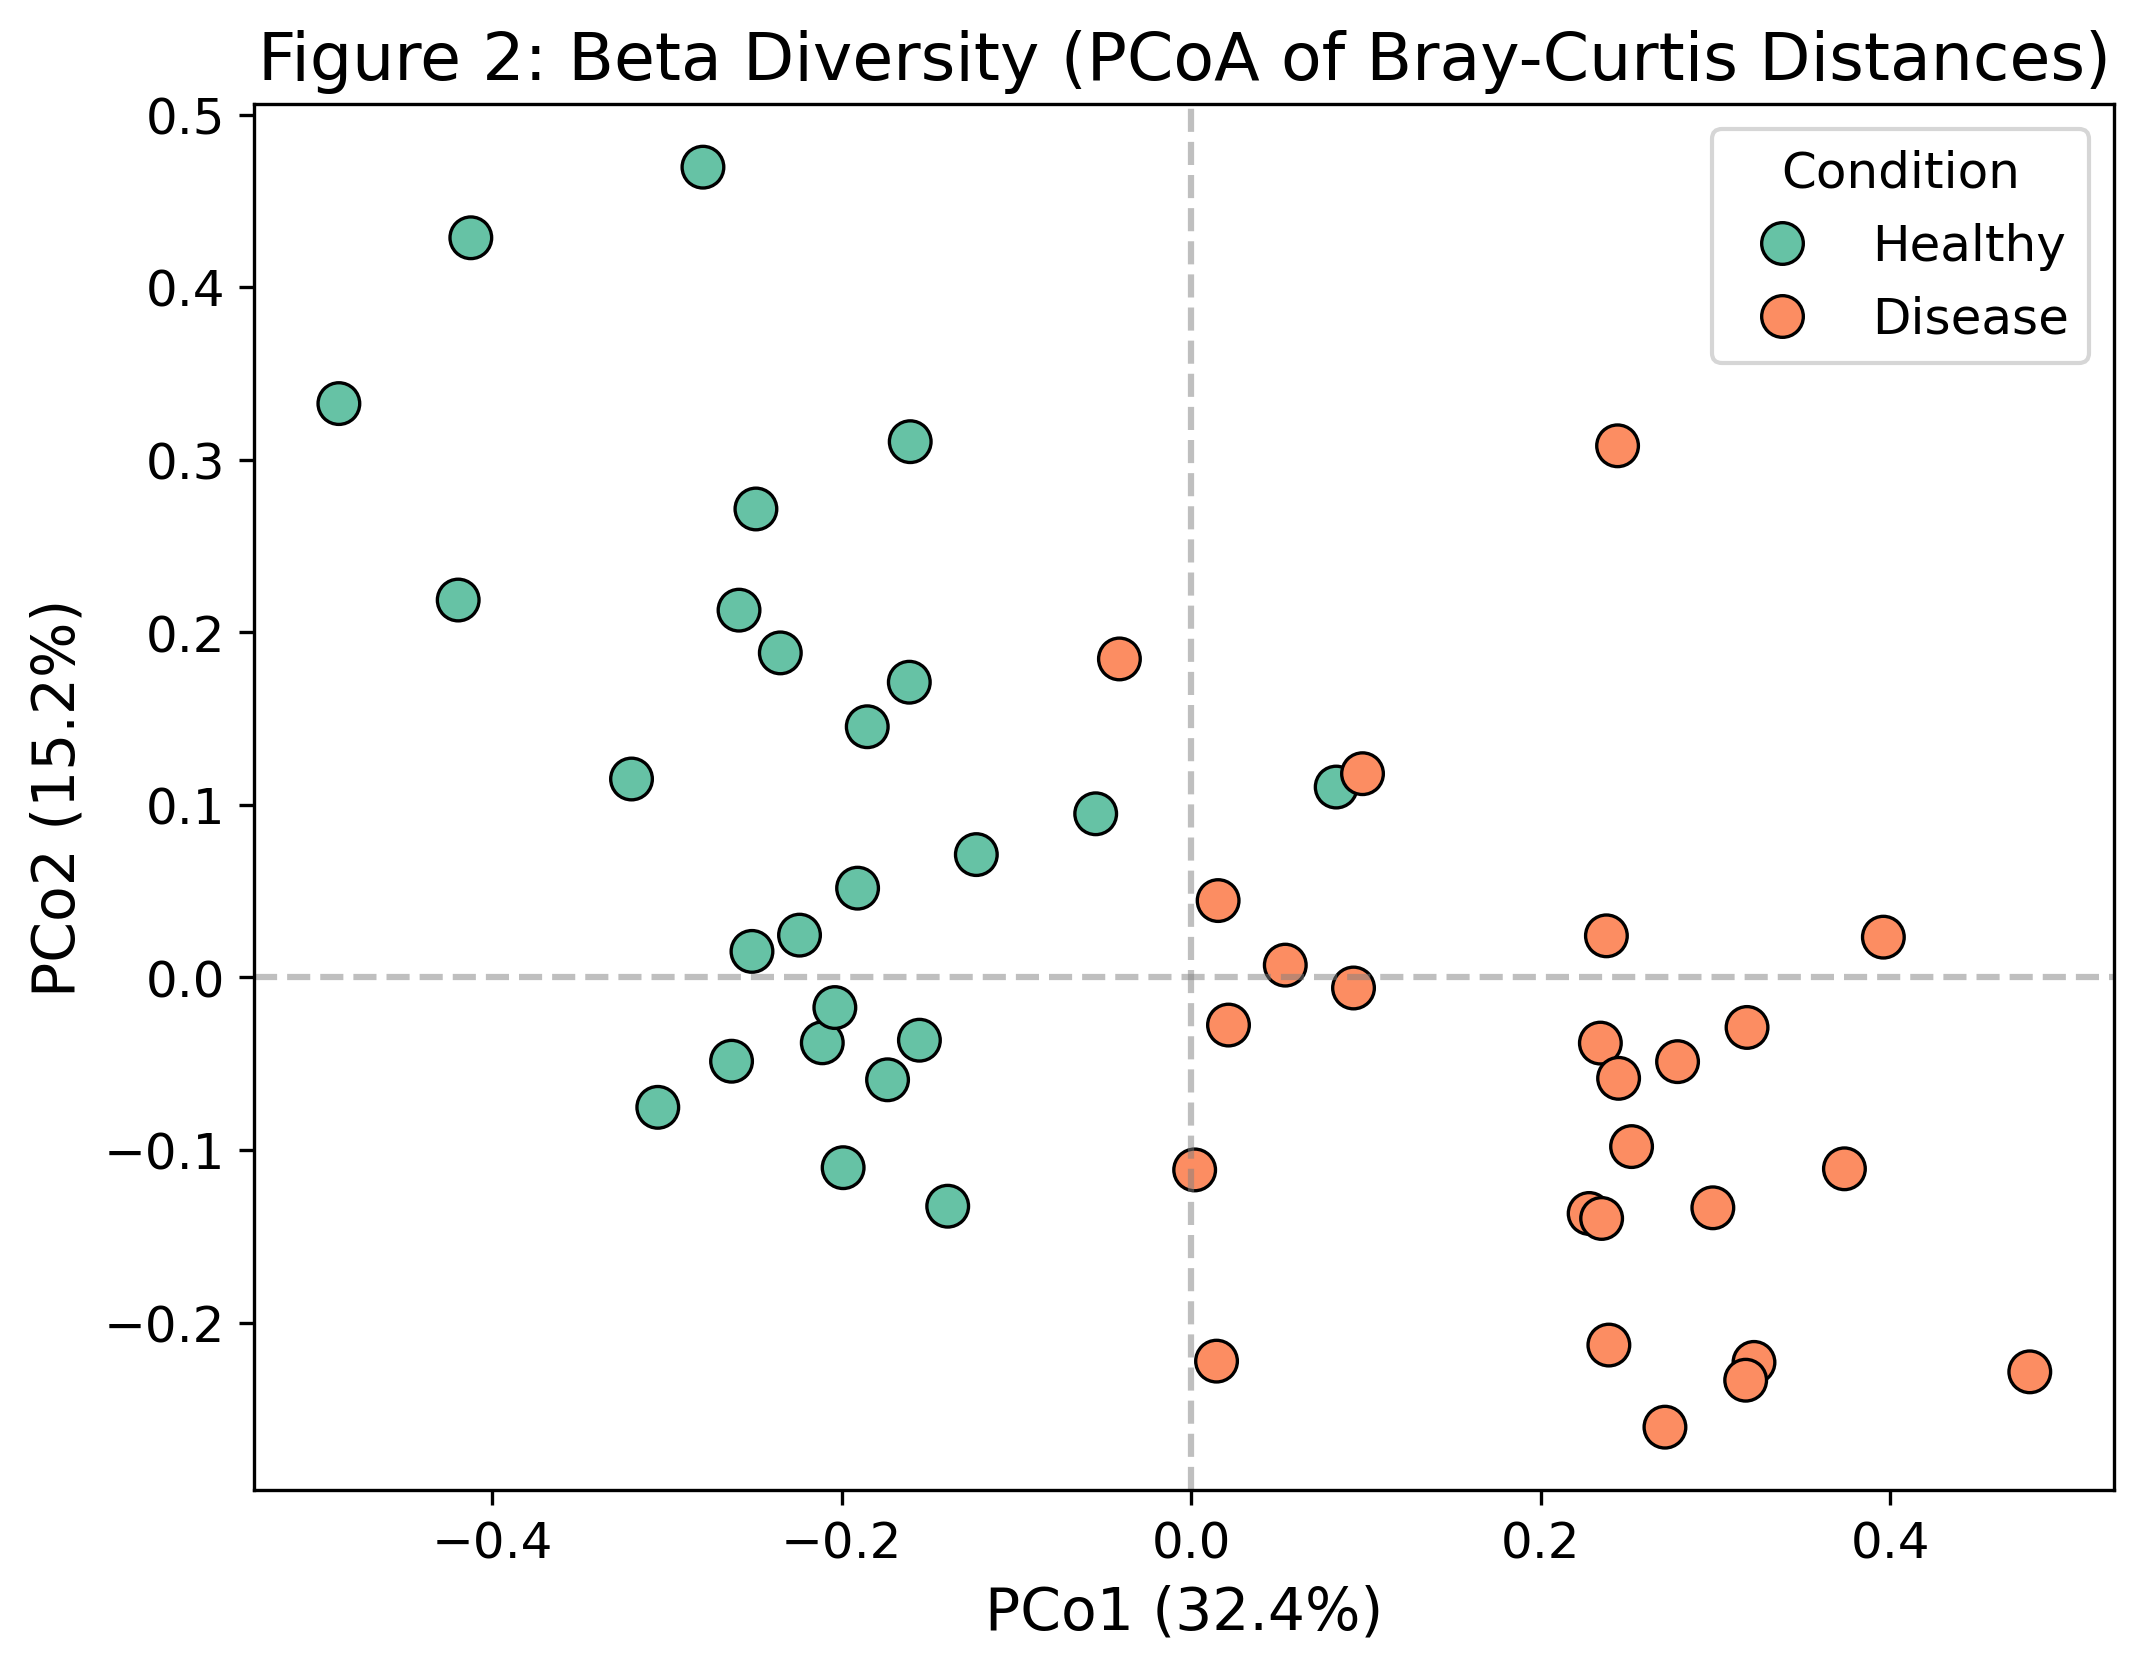 Figure 2: Beta Diversity (PCoA of Bray-Curtis Distances)
Condition
Healthy
Disease
PCo2 (15.2%)
0.5
0.4
0.3
0.2
0.1
0.0
−0.1
−0.2
−0.4
−0.2
0.0
0.2
0.4
PCo1 (32.4%)